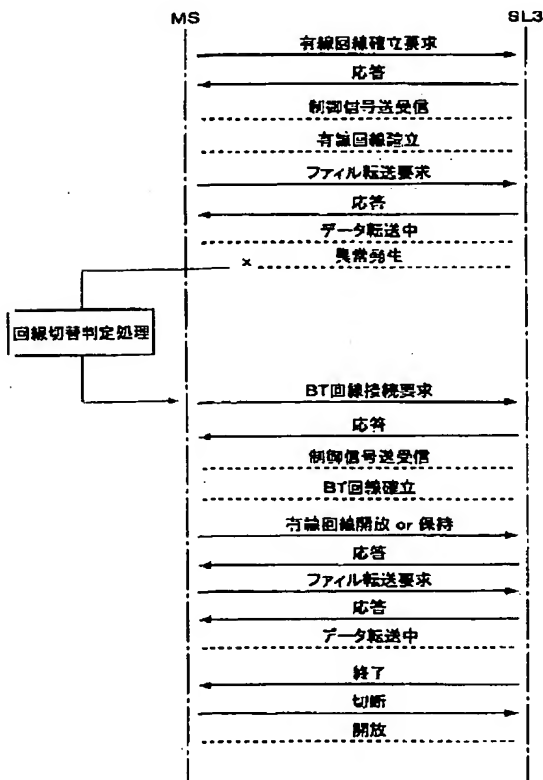 MS
SL3
有線回線確立要求
応答
制御信号送受信
有線回線確立
ファイル転送要求
応答
データ転送中
異常発生
×
回線切替判定処理
BT回線接続要求
応答
制御信号送受信
BT回線確立
有線回線開放 or 保持
応答
ファイル転送要求
応答
データ転送中
終了
切断
開放